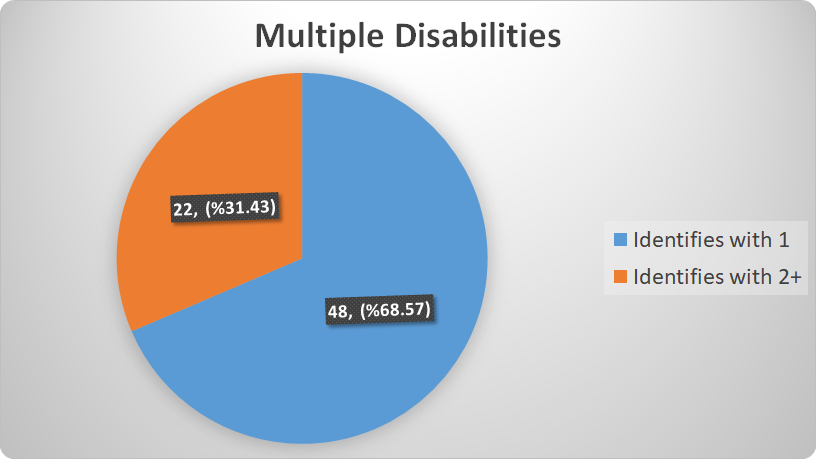 Multiple Disabilities
22, (%31.43)
48, (%68.57)
Identifies with 1
Identifies with 2+